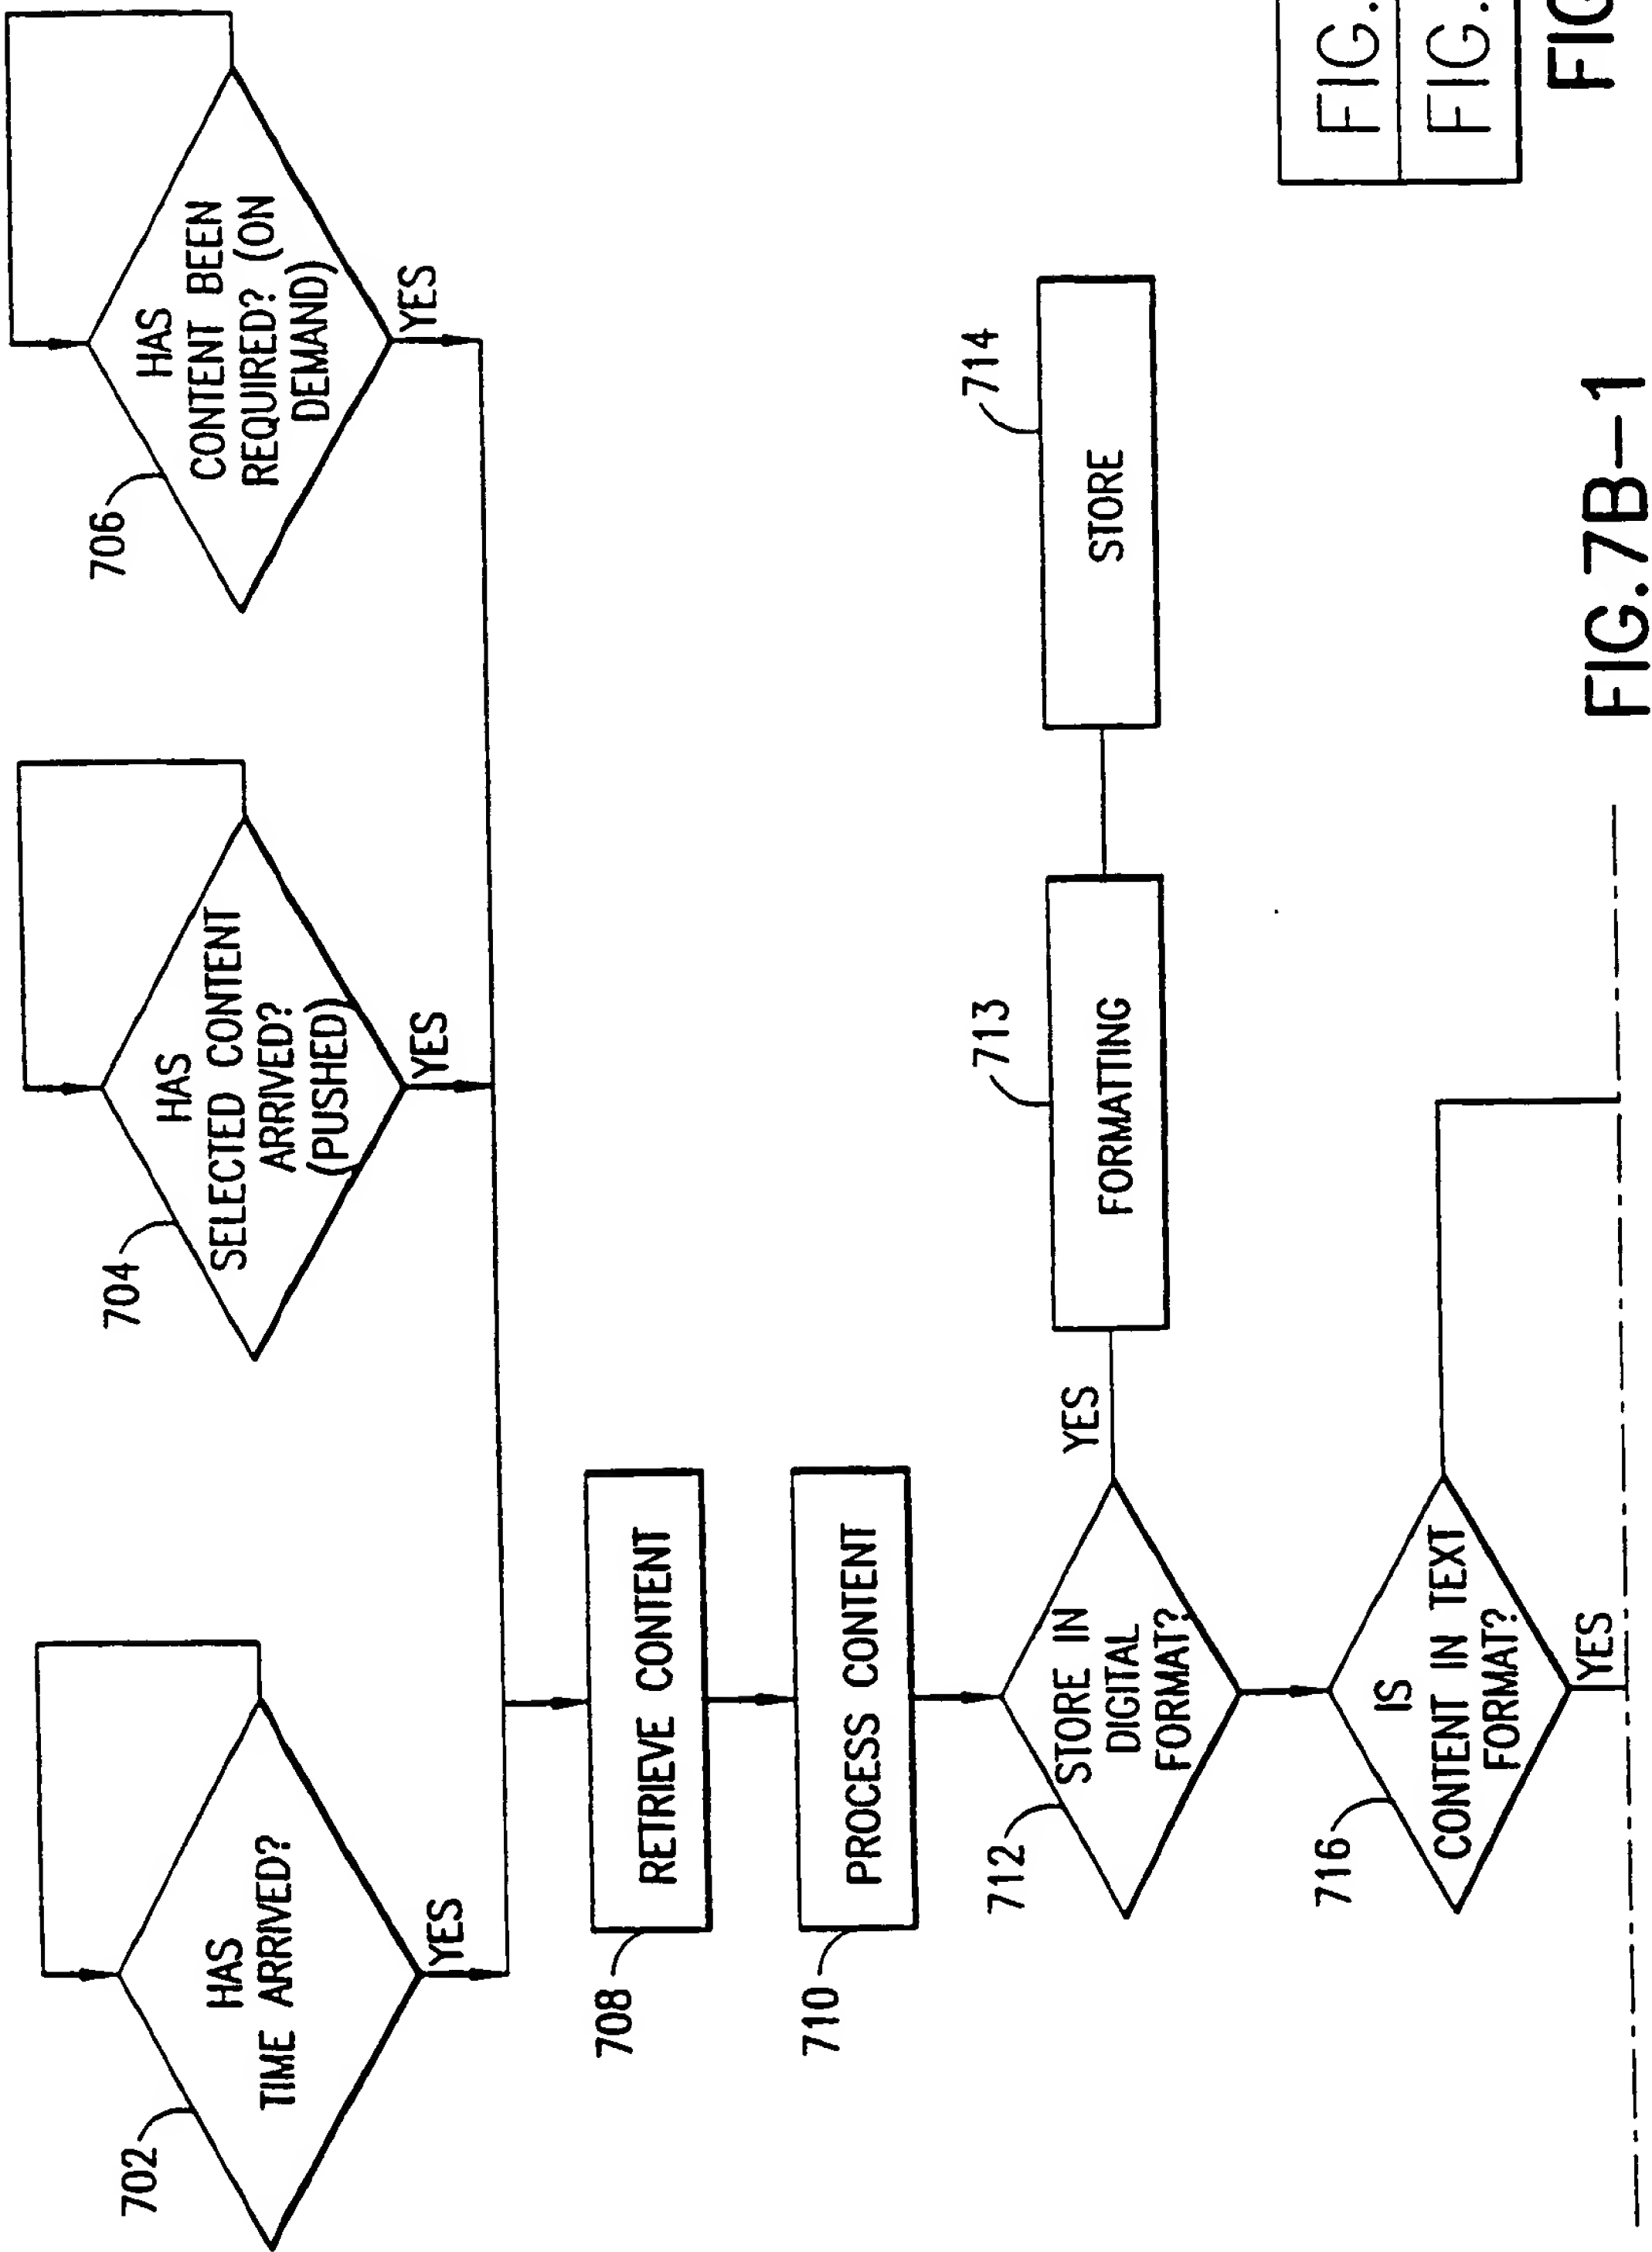 702
HAS
TIME ARRIVED?
YES
704
HAS
SELECTED CONTENT
ARRIVED?
(PUSHED)
YES
706
HAS
CONTENT BEEN
REQUIRED? (ON
DEMAND)
YES
708
RETRIEVE CONTENT
710
PROCESS CONTENT
712
STORE IN
DIGITAL
FORMAT?
YES
713
FORMATTING
714
STORE
716
IS
CONTENT IN TEXT
FORMAT?
YES
FIG.7B-1
FIG.
FIG.
FIG